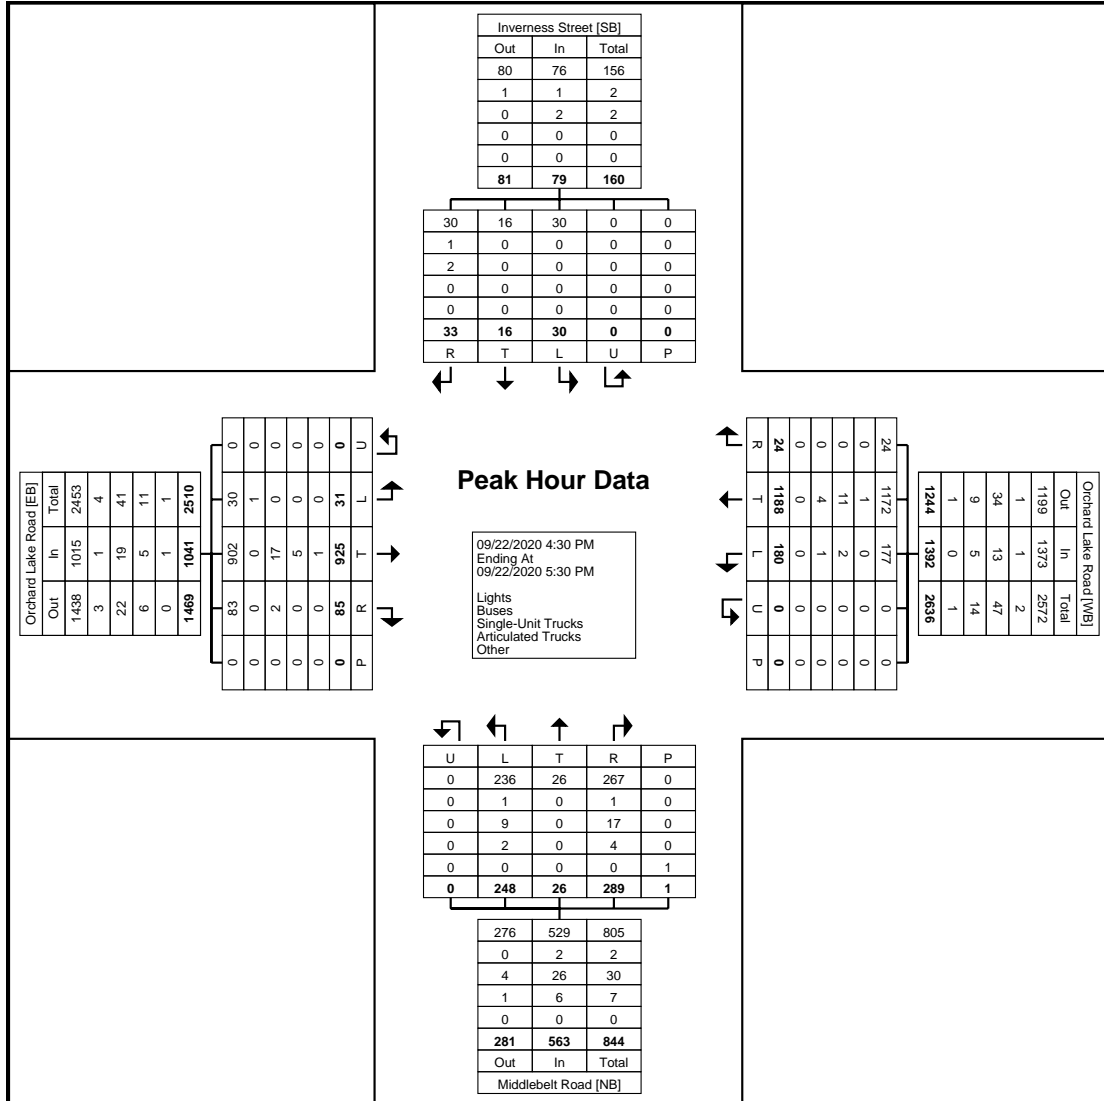 Inverness Street [SB]
Out In Total
80 76 156
1 1 2
0 2 2
0 0 0
0 0 0
81 79 160
30 16 30 0 0
1 0 0 0 0
2 0 0 0 0
0 0 0 0 0
0 0 0 0 0
33 16 30 0 0
R T L U P
Orchard Lake Road [EB]
Total In Out
2453 1015 1438
4 1 3
41 19 22
11 5 6
1 1 0
2510 1041 1469
0 30 902 83 0
0 1 0 0 0
0 0 17 2 0
0 0 5 0 0
0 0 1 0 0
0 31 925 85 0
U L T R P
Peak Hour Data
09/22/2020 4:30 PM
Ending At
09/22/2020 5:30 PM
Lights
Buses
Single-Unit Trucks
Articulated Trucks
Other
R T L U P
24 1188 180 0 0
0 0 0 0 0
0 4 1 0 0
0 11 2 0 0
0 1 0 0 0
24 1172 177 0 0
1244 1392 2636
1 0 1
9 5 14
34 13 47
1 1 2
1199 1373 2572
Out In Total
Orchard Lake Road [WB]
U L T R P
0 236 26 267 0
0 1 0 1 0
0 9 0 17 0
0 2 0 4 0
0 0 0 0 1
0 248 26 289 1
276 529 805
0 2 2
4 26 30
1 6 7
0 0 0
281 563 844
Out In Total
Middlebelt Road [NB]